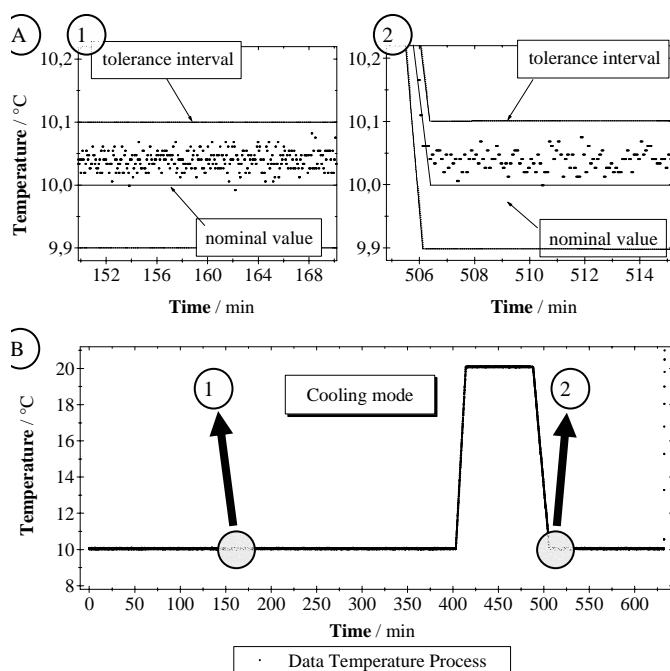 A
1
2
10,2
10,1
10,0
9,9
Temperature / °C
tolerance interval
nominal value
152 156 160 164 168
Time / min
10,2
10,1
10,0
9,9
tolerance interval
nominal value
506 508 510 512 514
Time / min
B
20
18
16
14
12
10
8
Temperature / °C
1
Cooling mode
2
0 50 100 150 200 250 300 350 400 450 500 550 600
Time / min
Data Temperature Process